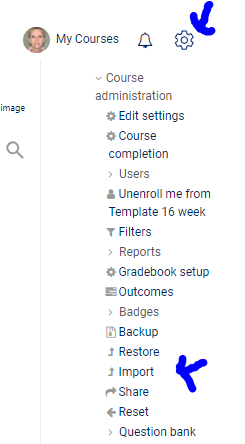 My Courses
image
Course
administration
Edit settings
Course
completion
Users
Unenroll me from
Template 16 week
Filters
Reports
Gradebook setup
Outcomes
Badges
Backup
Restore
Import
Share
Reset
Question bank